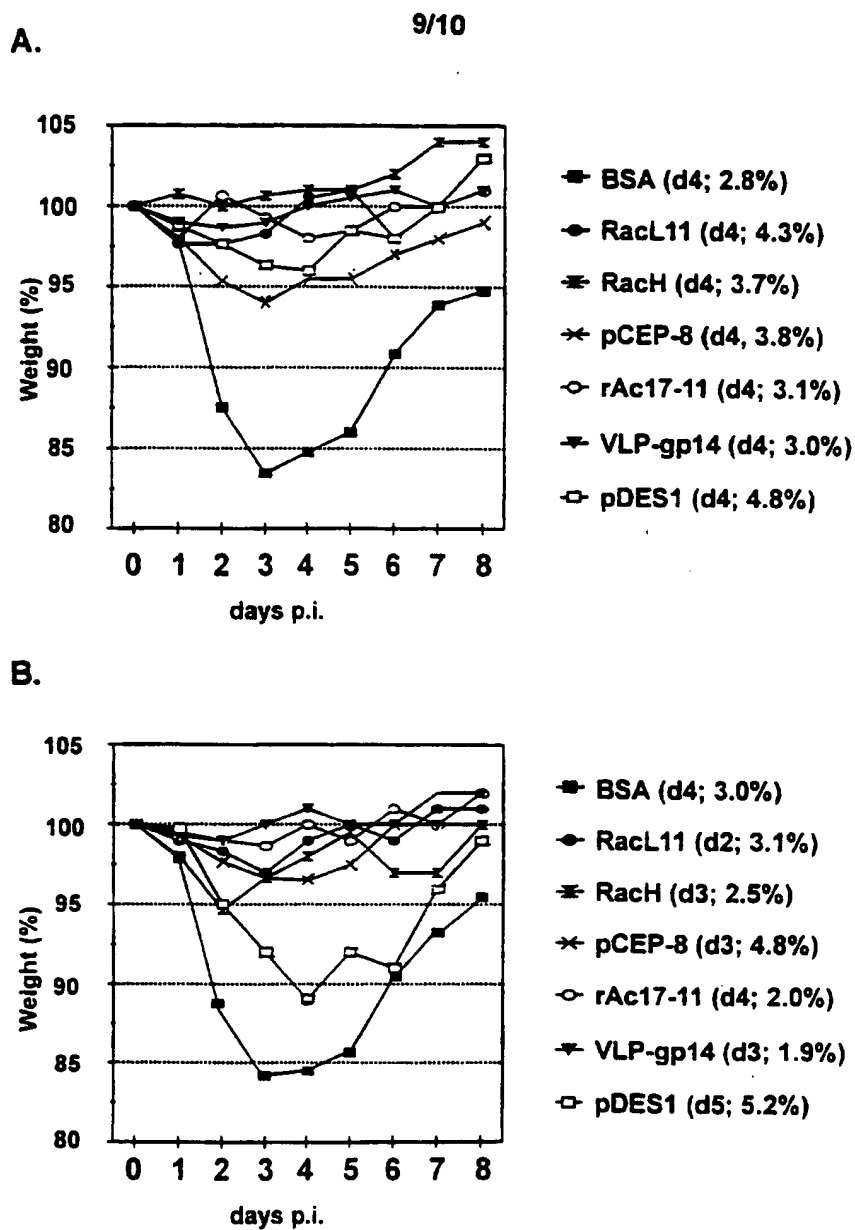 9/10
A.
105
100
95
90
85
80
Weight (%)
0 1 2 3 4 5 6 7 8
days p.i.
BSA (d4; 2.8%)
RacL11 (d4; 4.3%)
RacH (d4; 3.7%)
pCEP-8 (d4, 3.8%)
rAc17-11 (d4; 3.1%)
VLP-gp14 (d4; 3.0%)
pDES1 (d4; 4.8%)
B.
105
100
95
90
85
80
Weight (%)
0 1 2 3 4 5 6 7 8
days p.i.
BSA (d4; 3.0%)
RacL11 (d2; 3.1%)
RacH (d3; 2.5%)
pCEP-8 (d3; 4.8%)
rAc17-11 (d4; 2.0%)
VLP-gp14 (d3; 1.9%)
pDES1 (d5; 5.2%)